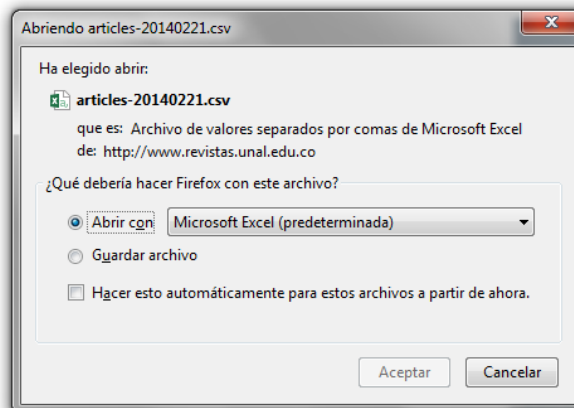 Abriendo articles-20140221.csv
Ha elegido abrir:
articles-20140221.csv
que es: Archivo de valores separados por comas de Microsoft Excel
de: http://www.revistas.unal.edu.co
¿Qué debería hacer Firefox con este archivo?
Abrir con Microsoft Excel (predeterminada)
Guardar archivo
Hacer esto automáticamente para estos archivos a partir de ahora.
Aceptar Cancelar